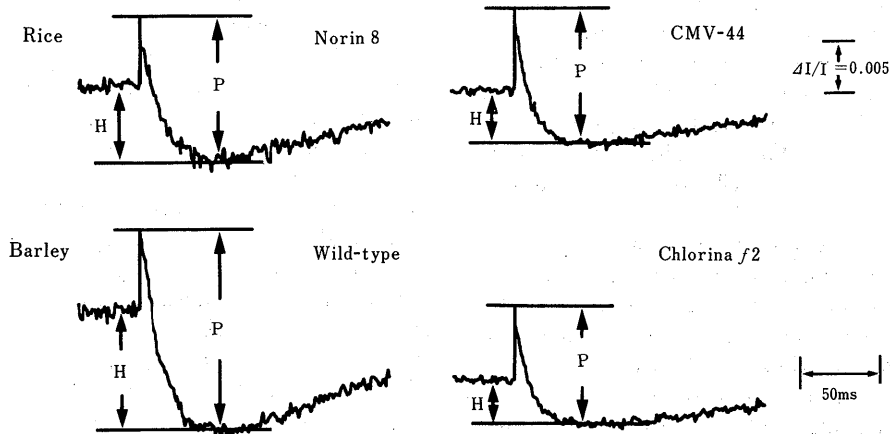 Rice
Norin 8
P
H
CMV-44
P
H
ΔI/I = 0.005
Barley
Wild-type
P
H
Chlorina f2
P
H
50ms